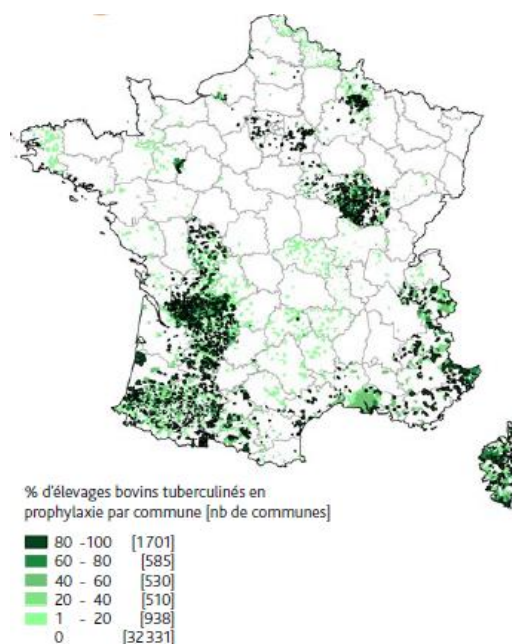 % d'élevages bovins tuberculinés en
prophylaxie par commune [nb de communes]
80 -100 [1701]
60 - 80 [585]
40 - 60 [530]
20 - 40 [510]
1 - 20 [938]
0 [32331]